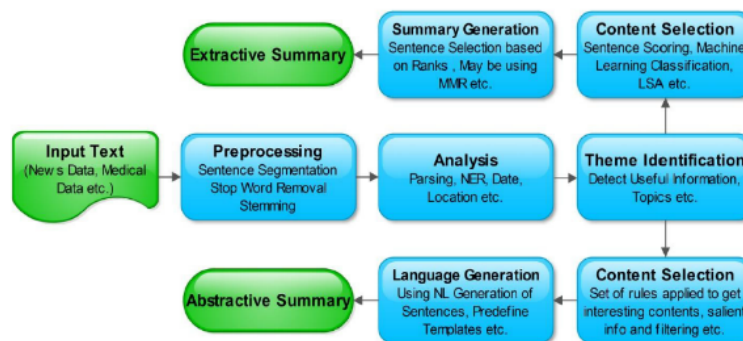 Extractive Summary
Summary Generation
Sentence Selection based
on Ranks , May be using
MMR etc.
Content Selection
Sentence Scoring, Machine
Learning Classification,
LSA etc.
Input Text
(News Data, Medical
Data etc.)
Preprocessing
Sentence Segmentation
Stop Word Removal
Stemming
Analysis
Parsing, NER, Date,
Location etc.
Theme Identification
Detect Useful Information,
Topics etc.
Abstractive Summary
Language Generation
Using NL Generation of
Sentences, Predefine
Templates etc.
Content Selection
Set of rules applied to get
interesting contents, salient
info and filtering etc.